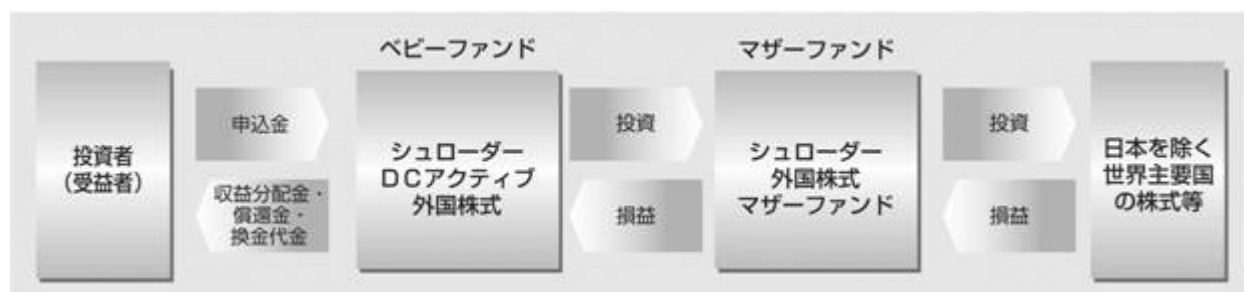 ベビーファンド
マザーファンド
投資者
(受益者)
申込金
収益分配金・
償還金・
換金代金
シュローダー
DCアクティブ
外国株式
投資
損益
シュローダー
外国株式
マザーファンド
投資
損益
日本を除く
世界主要国
の株式等